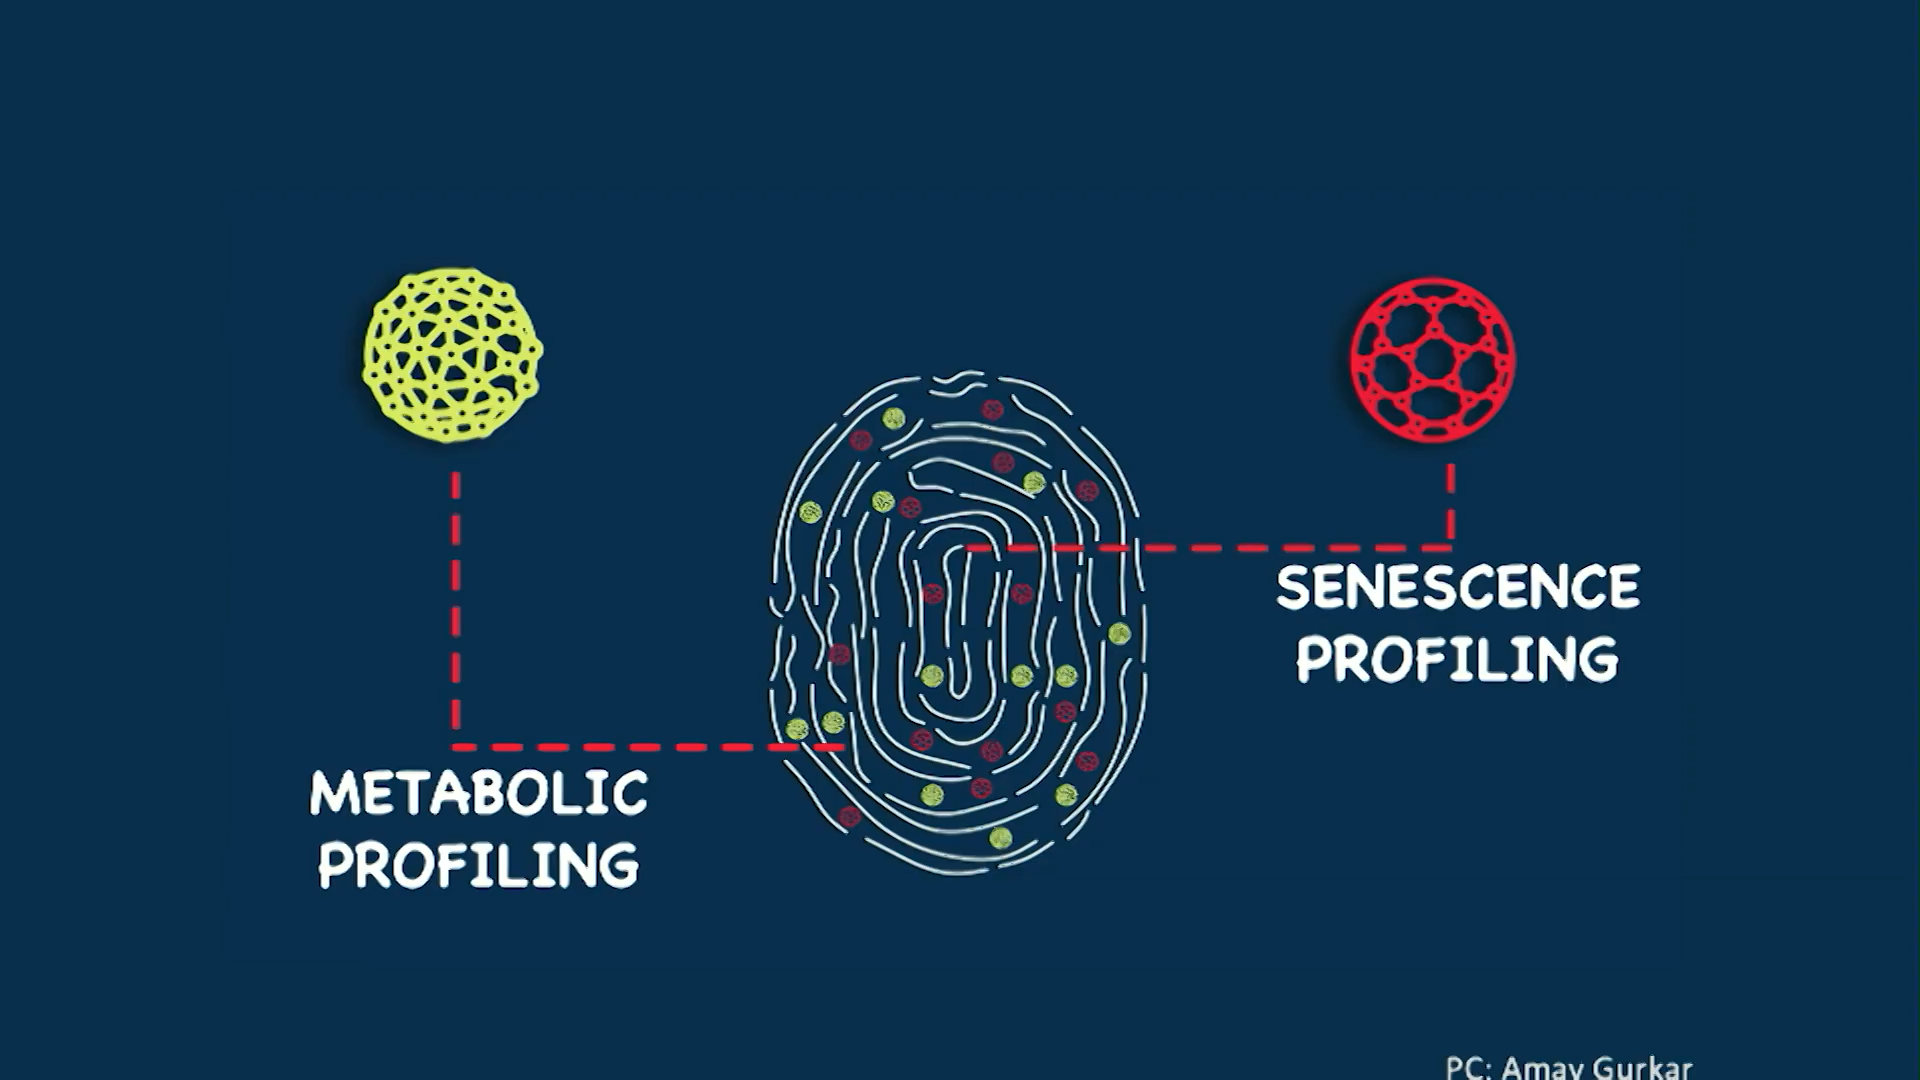 METABOLIC
PROFILING
SENESCENCE
PROFILING
PC: Amay Gurkar